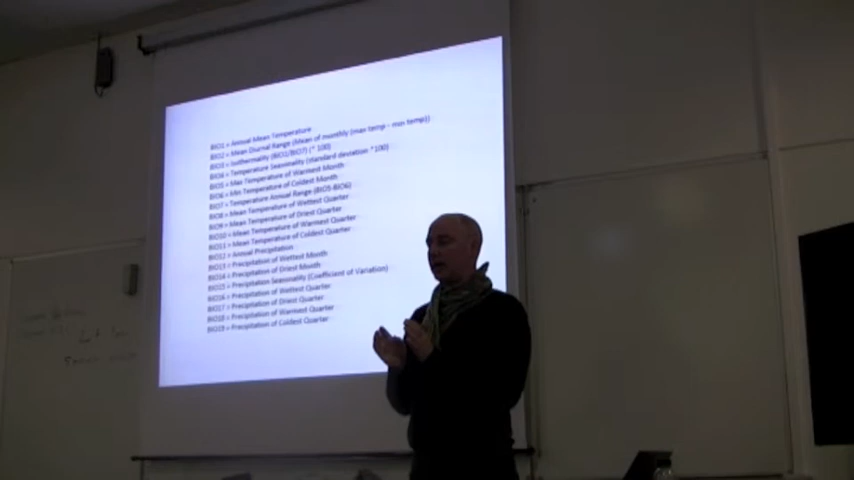 BIO1 = Annual Mean Temperature
BIO2 = Mean Diurnal Range (Mean of monthly (max temp - min temp))
BIO3 = Isothermality (BIO2/BIO7) (* 100)
BIO4 = Temperature Seasonality (standard deviation *100)
BIO5 = Max Temperature of Warmest Month
BIO6 = Min Temperature of Coldest Month
BIO7 = Temperature Annual Range (BIO5-BIO6)
BIO8 = Mean Temperature of Wettest Quarter
BIO9 = Mean Temperature of Driest Quarter
BIO10 = Mean Temperature of Warmest Quarter
BIO11 = Mean Temperature of Coldest Quarter
BIO12 = Annual Precipitation
BIO13 = Precipitation of Wettest Month
BIO14 = Precipitation of Driest Month
BIO15 = Precipitation Seasonality (Coefficient of Variation)
BIO16 = Precipitation of Wettest Quarter
BIO17 = Precipitation of Driest Quarter
BIO18 = Precipitation of Warmest Quarter
BIO19 = Precipitation of Coldest Quarter